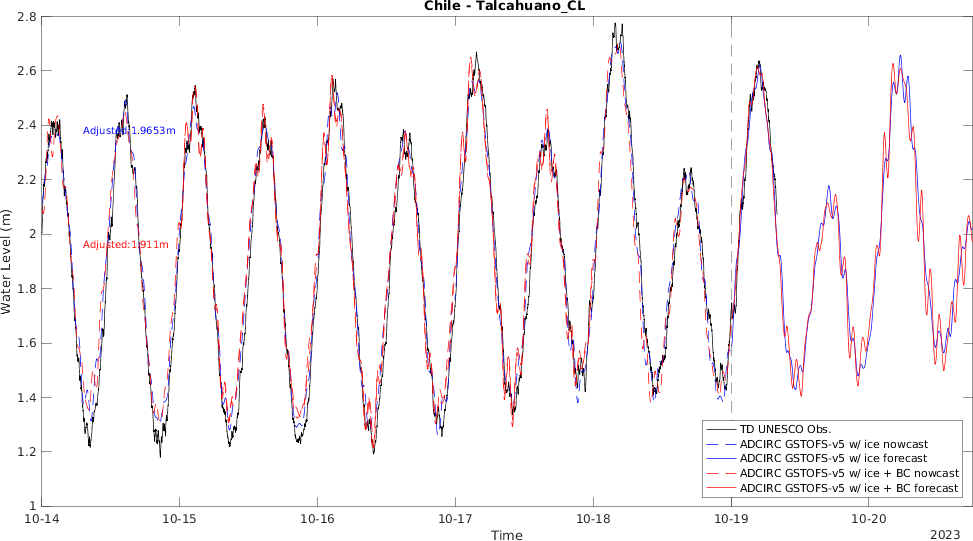 Chile - Talcahuano_CL
2.8
2.6
2.4
2.2
2
1.8
1.6
1.4
1.2
1
Water Level (m)
Adjusted:1.9653m
Adjusted:1.911m
TD UNESCO Obs.
ADCIRC GSTOFS-v5 w/ ice nowcast
ADCIRC GSTOFS-v5 w/ ice forecast
ADCIRC GSTOFS-v5 w/ ice + BC nowcast
ADCIRC GSTOFS-v5 w/ ice + BC forecast
10-14
10-15
10-16
10-17
10-18
10-19
10-20
Time
2023